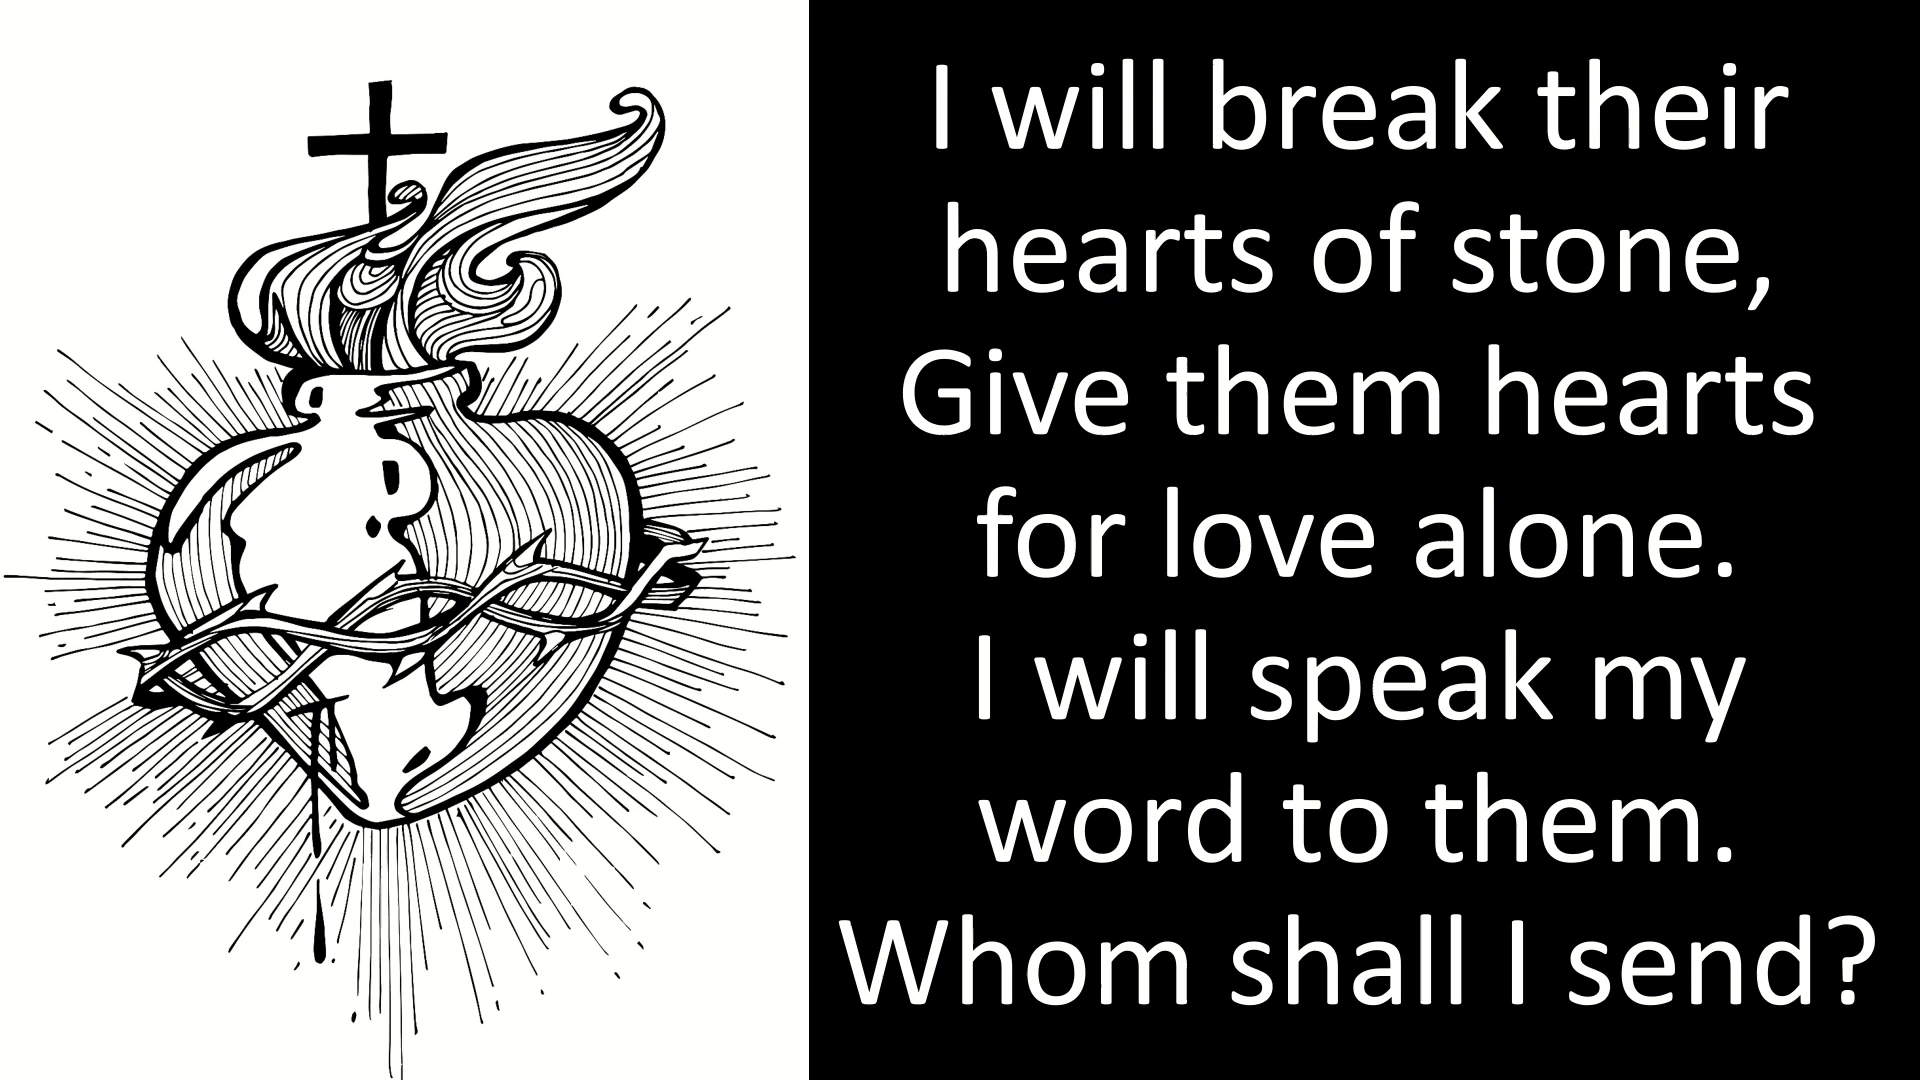 I will break their
hearts of stone,
Give them hearts
for love alone.
I will speak my
word to them.
Whom shall I send?